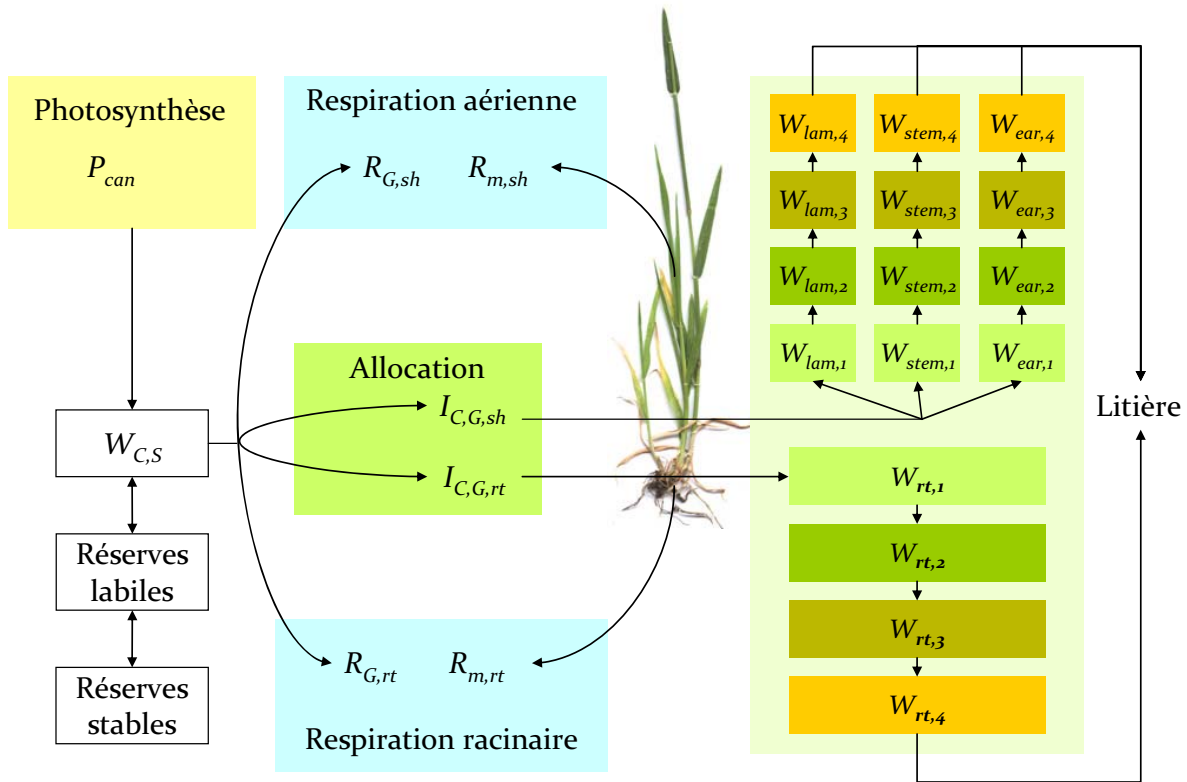 Photosynthèse
P_can
Respiration aérienne
R_G,sh R_m,sh
Allocation
I_C,G,sh
I_C,G,rt
W_C,S
Réserves
labiles
Réserves
stables
R_G,rt R_m,rt
Respiration racinaire
W_lam,4 W_stem,4 W_ear,4
W_lam,3 W_stem,3 W_ear,3
W_lam,2 W_stem,2 W_ear,2
W_lam,1 W_stem,1 W_ear,1
Litière
W_rt,1
W_rt,2
W_rt,3
W_rt,4